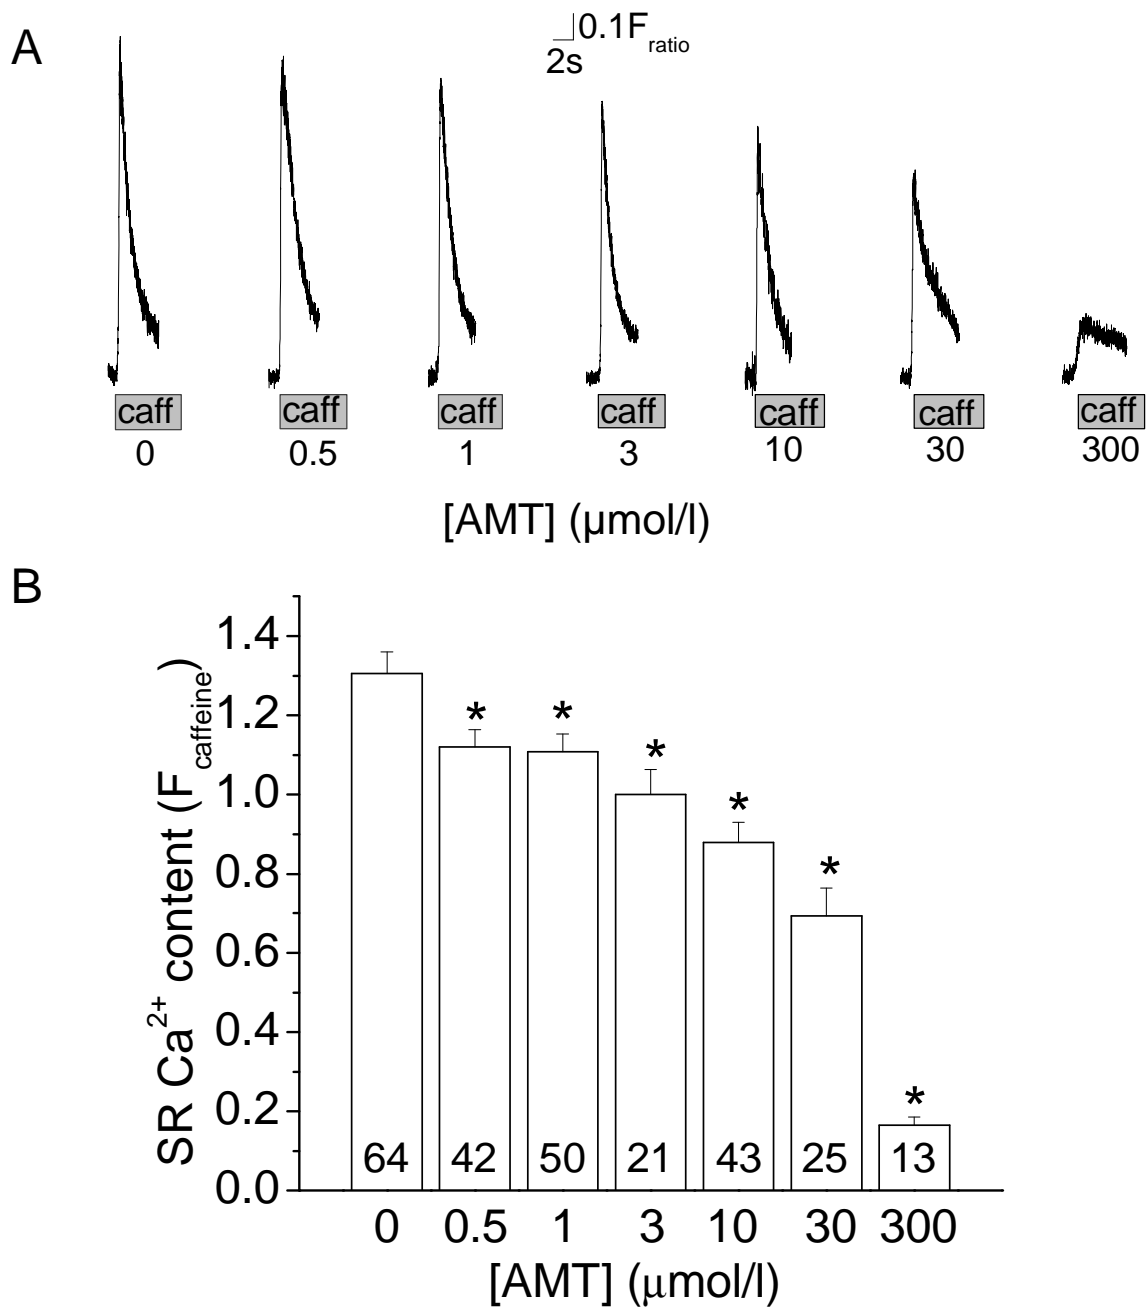 A
0.1F ratio
2s
caff caff caff caff caff caff caff
0 0.5 1 3 10 30 300
[AMT] (µmol/l)
B
SR Ca2+ content (Fcaffeine)
1.4
1.2
1.0
0.8
0.6
0.4
0.2
0.0
* * * * * *
64 42 50 21 43 25 13
0 0.5 1 3 10 30 300
[AMT] (μmol/l)